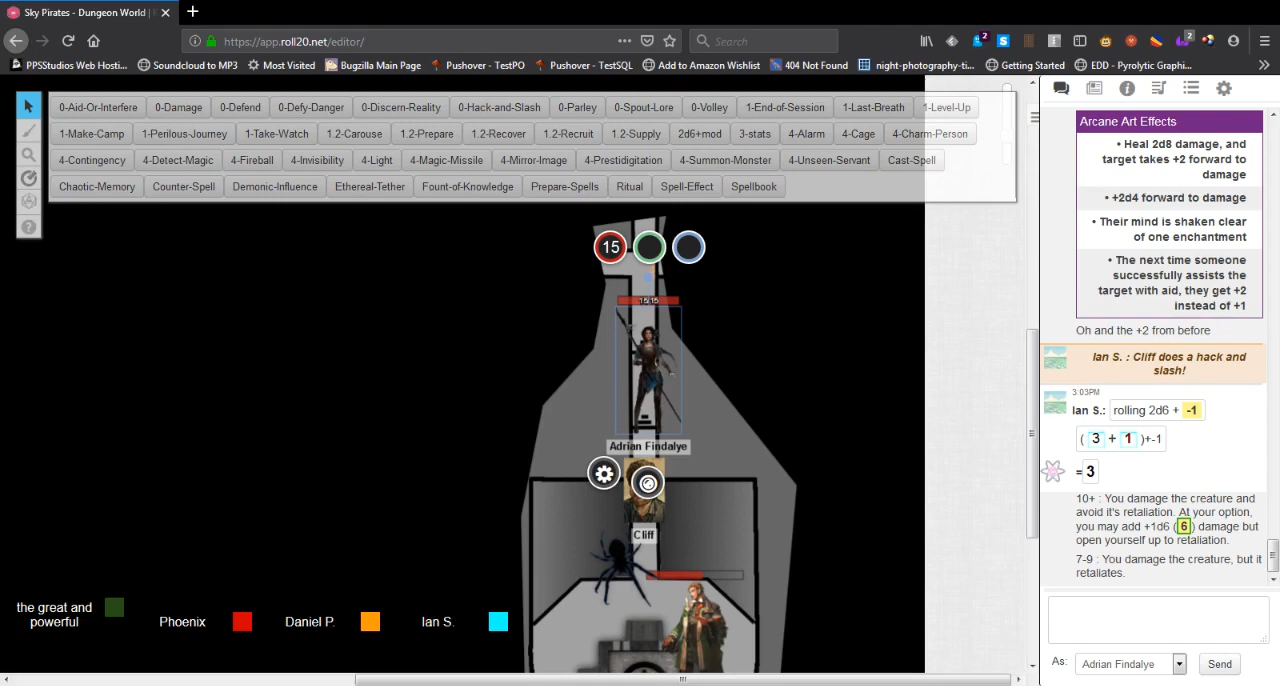 Sky Pirates - Dungeon World |
https://app.roll20.net/editor/
Search
2
2
PPSStudios Web Hosti...
Soundcloud to MP3
Most Visited
Bugzilla Main Page
Pushover - TestPO
Pushover - TestSQL
Add to Amazon Wishlist
404 Not Found
night-photography-ti...
Getting Started
EDD - Pyrolytic Graphi...
0-Aid-Or-Interfere 0-Damage 0-Defend 0-Defy-Danger 0-Discern-Reality 0-Hack-and-Slash 0-Parley 0-Spout-Lore 0-Volley 1-End-of-Session 1-Last-Breath 1-Level-Up
1-Make-Camp 1-Perilous-Journey 1-Take-Watch 1.2-Carouse 1.2-Prepare 1.2-Recover 1.2-Recruit 1.2-Supply 2d6+mod 3-stats 4-Alarm 4-Cage 4-Charm-Person
4-Contingency 4-Detect-Magic 4-Fireball 4-Invisibility 4-Light 4-Magic-Missile 4-Mirror-Image 4-Prestidigitation 4-Summon-Monster 4-Unseen-Servant Cast-Spell
Chaotic-Memory Counter-Spell Demonic-Influence Ethereal-Tether Fount-of-Knowledge Prepare-Spells Ritual Spell-Effect Spellbook
15
15/15
Adrian Findalye
Cliff
the great and
powerful
Phoenix
Daniel P.
Ian S.
Arcane Art Effects
• Heal 2d8 damage, and
target takes +2 forward to
damage
• +2d4 forward to damage
• Their mind is shaken clear
of one enchantment
• The next time someone
successfully assists the
target with aid, they get +2
instead of +1
Oh and the +2 from before
Ian S. : Cliff does a hack and
slash!
3:03PM
Ian S.: rolling 2d6 + -1
( 3 + 1 )+-1
= 3
10+ : You damage the creature and
avoid it's retaliation. At your option,
you may add +1d6 ( 6 ) damage but
open yourself up to retaliation.
7-9 : You damage the creature, but it
retaliates.
As: Adrian Findalye Send